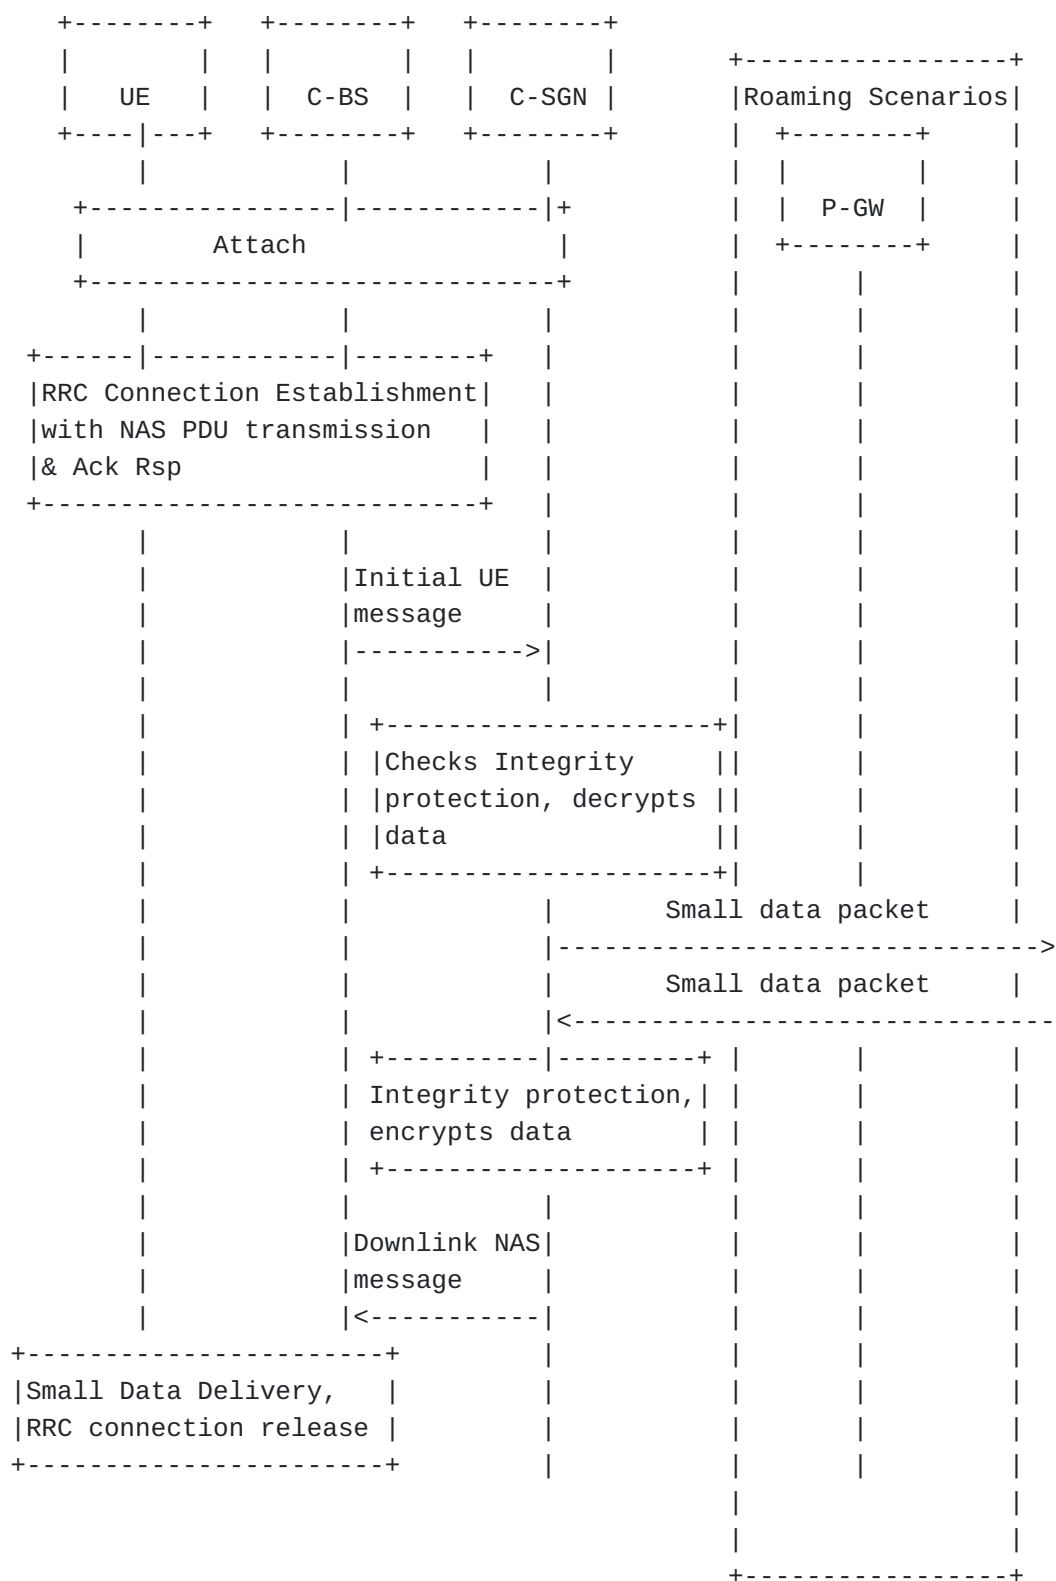 UE
C-BS
C-SGN
Roaming Scenarios
P-GW
Attach
RRC Connection Establishment
with NAS PDU transmission
& Ack Rsp
Initial UE
message
Checks Integrity
protection, decrypts
data
Small data packet
Small data packet
Integrity protection,
encrypts data
Downlink NAS
message
Small Data Delivery,
RRC connection release